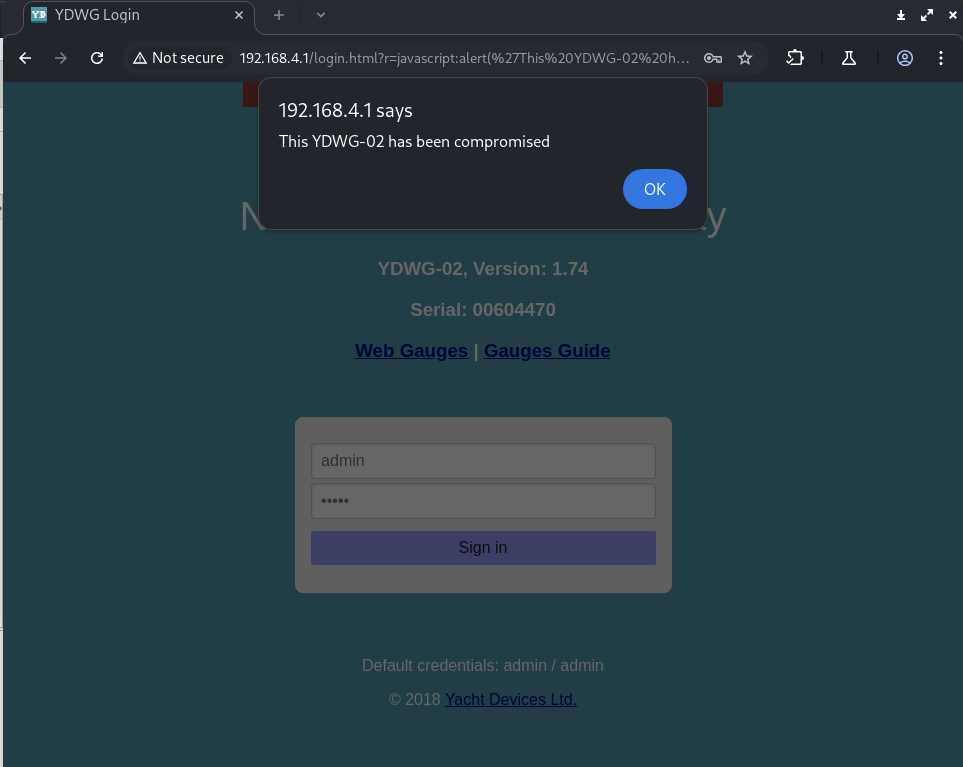 YD YDWG Login
Not secure 192.168.4.1/login.html?r=javascript:alert(%27This%20YDWG-02%20h...
192.168.4.1 says
This YDWG-02 has been compromised
OK
YDWG-02, Version: 1.74
Serial: 00604470
Web Gauges | Gauges Guide
admin
•••••
Sign in
Default credentials: admin / admin
© 2018 Yacht Devices Ltd.